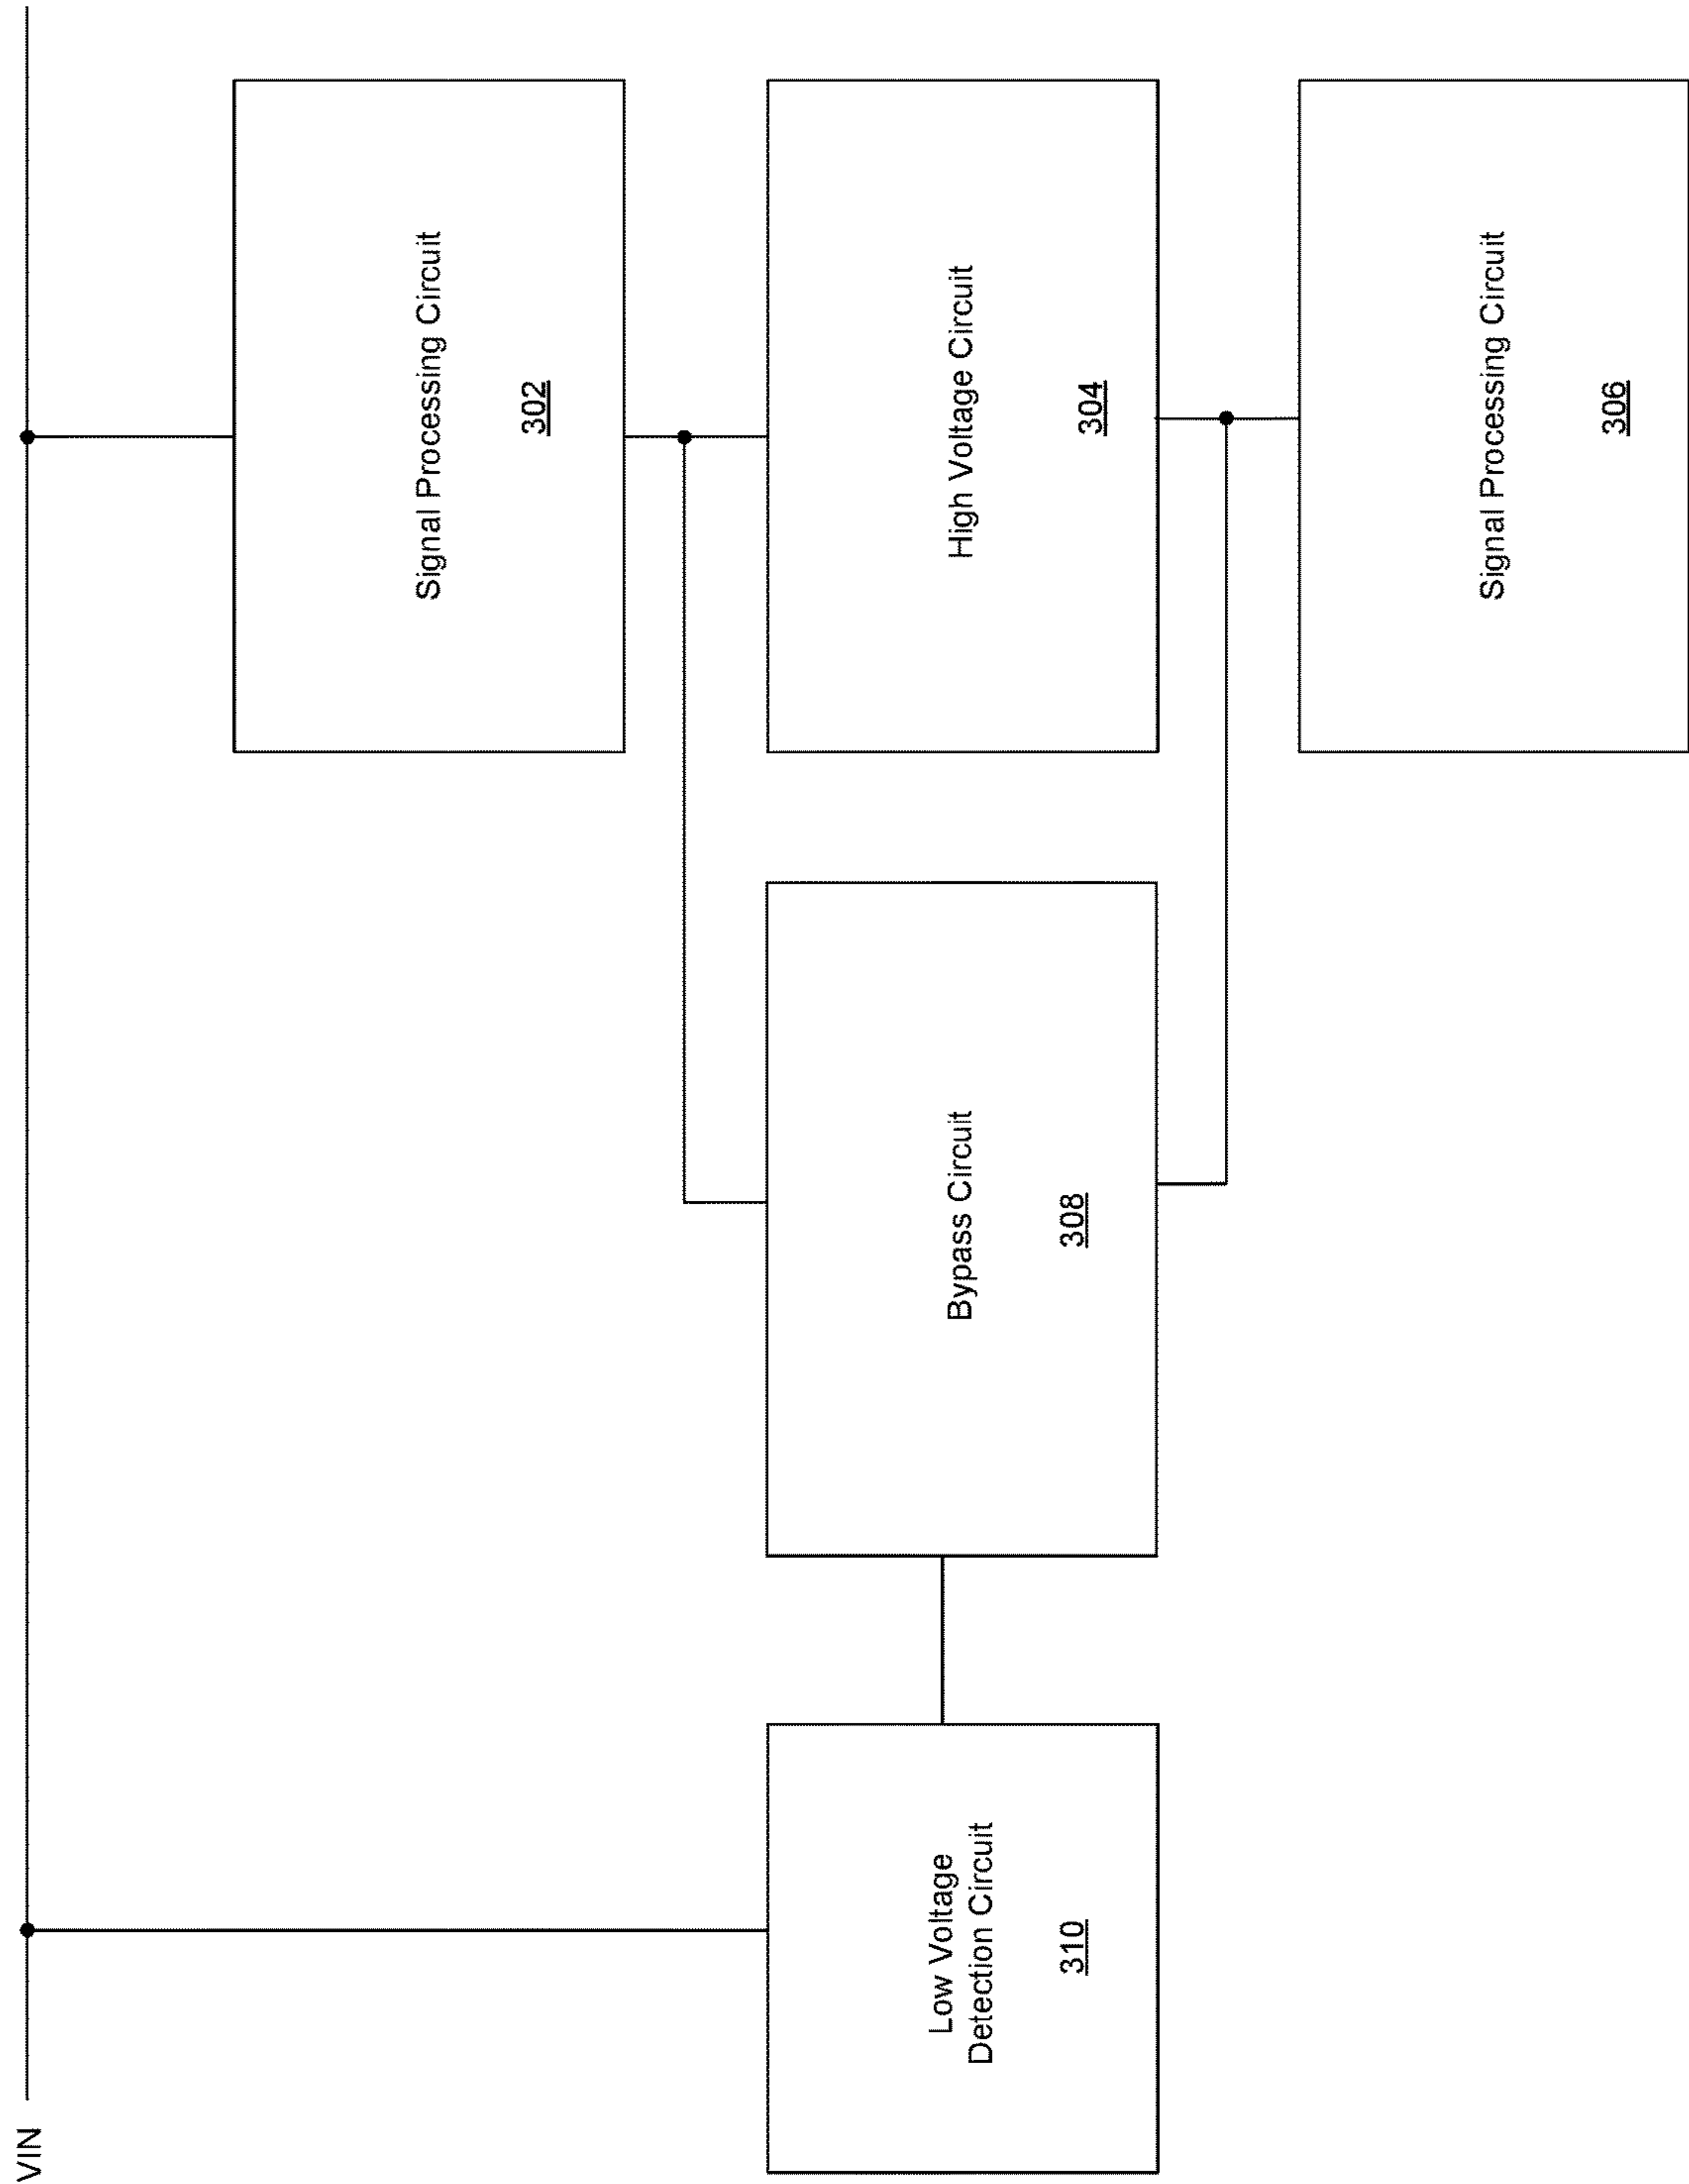 VIN
Signal Processing Circuit
302
Low Voltage
Detection Circuit
310
Bypass Circuit
308
High Voltage Circuit
304
Signal Processing Circuit
306